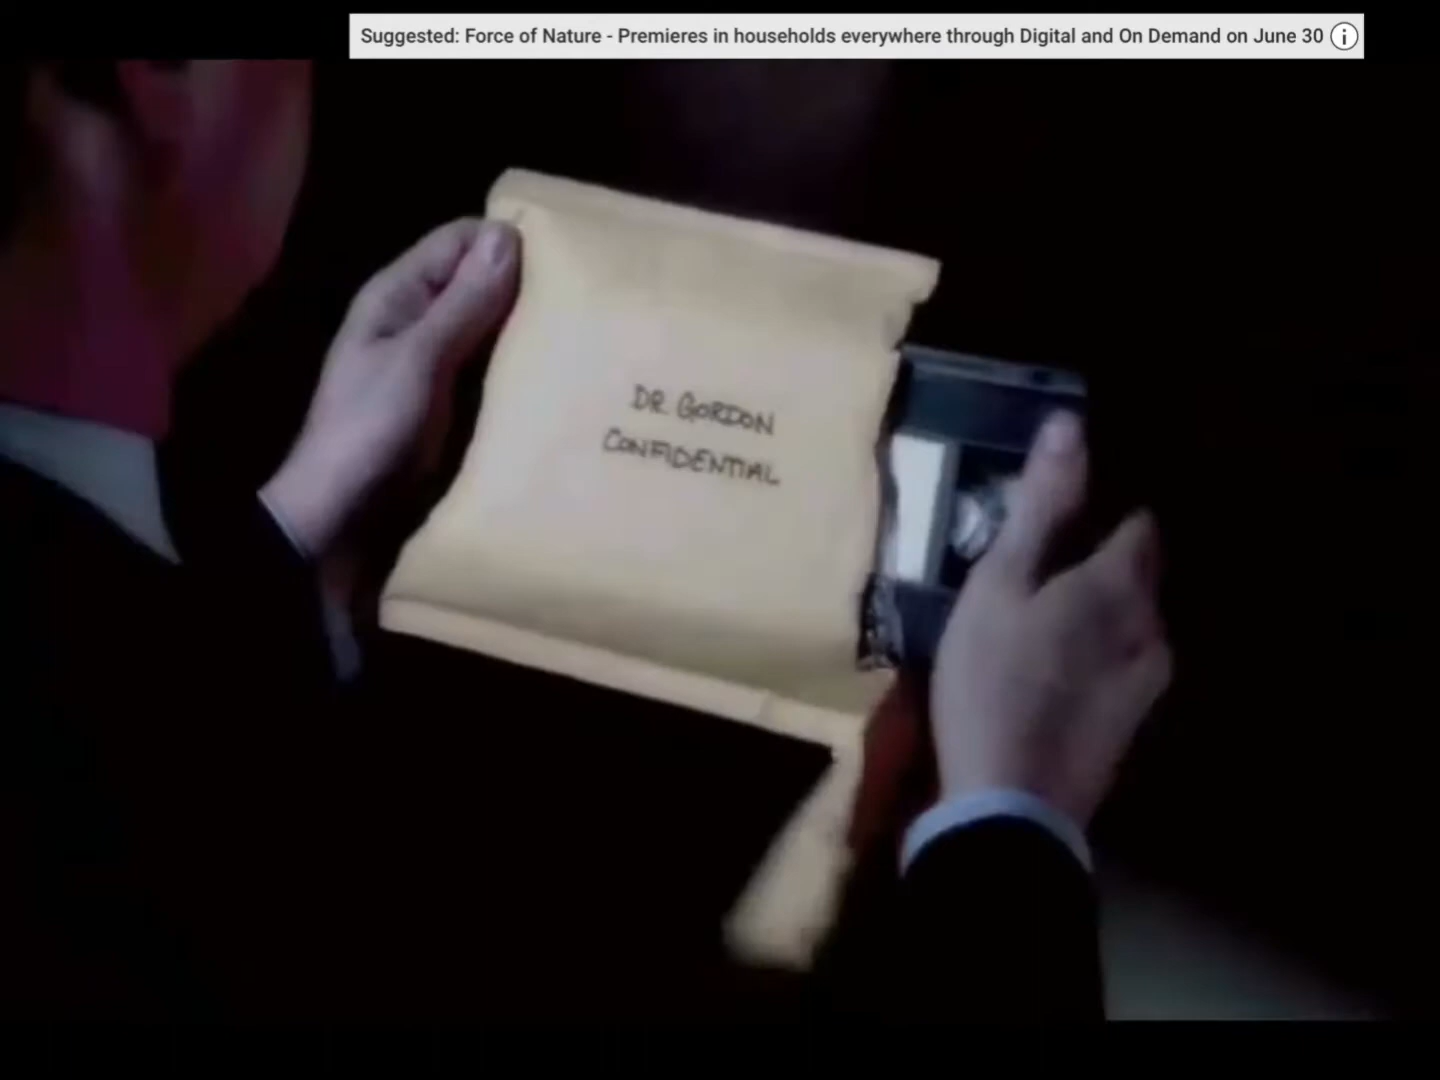 Suggested: Force of Nature - Premieres in households everywhere through Digital and On Demand on June 30
DR. GORDON
CONFIDENTIAL